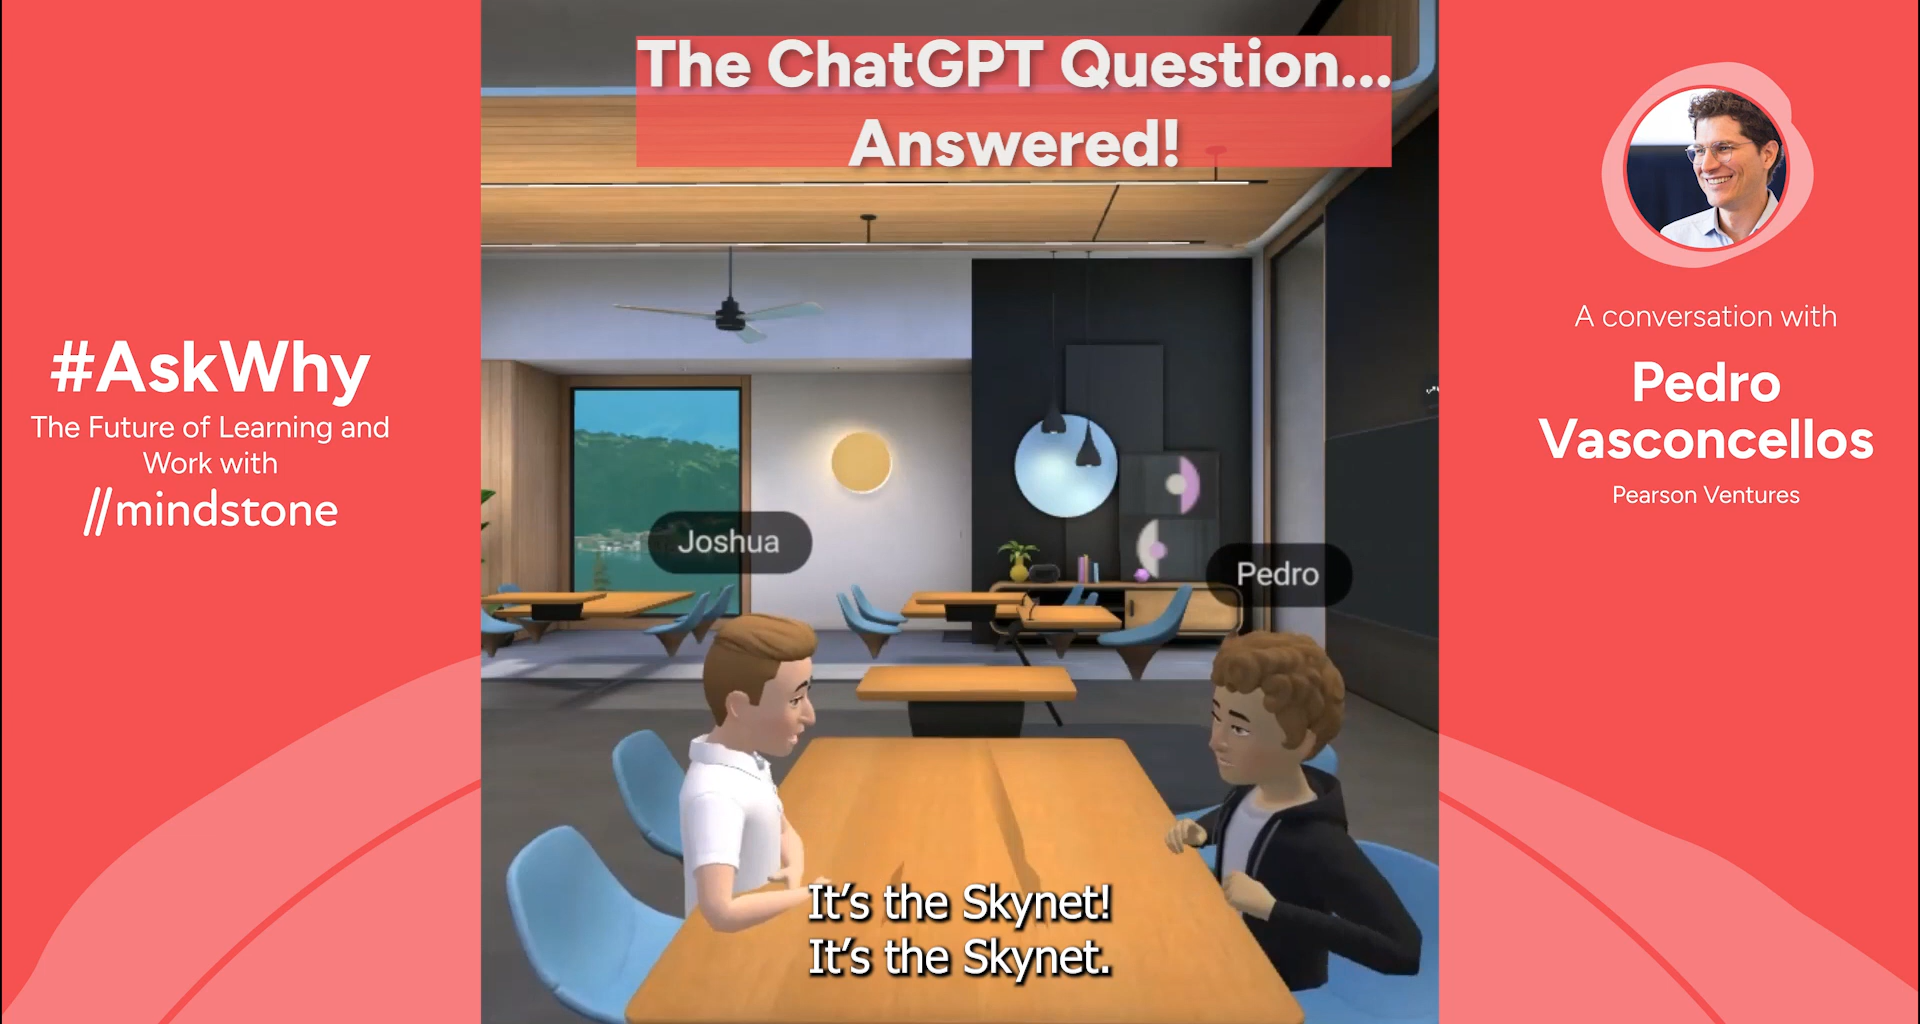 The ChatGPT Question...
Answered!
#AskWhy
The Future of Learning and
Work with
//mindstone
A conversation with
Pedro
Vasconcellos
Pearson Ventures
Joshua
Pedro
It's the Skynet!
It's the Skynet.